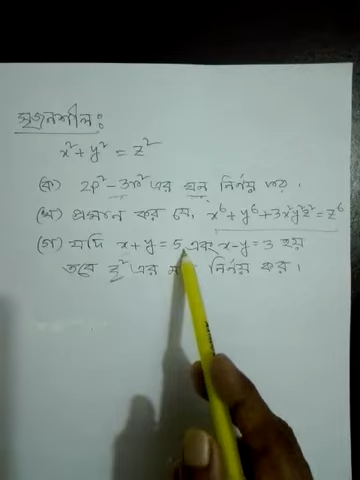 সৃজনশীল:
x² + y² = z²
(ক) 2p² - 3n² এর ঘন নির্ণয় কর।
(খ) প্রমাণ কর যে, x⁶ + y⁶ + 3x²y²z² = z⁶
(গ) যদি x + y = 5 এবং x - y = 3 হয়
তবে z² এর নির্ণয় কর।